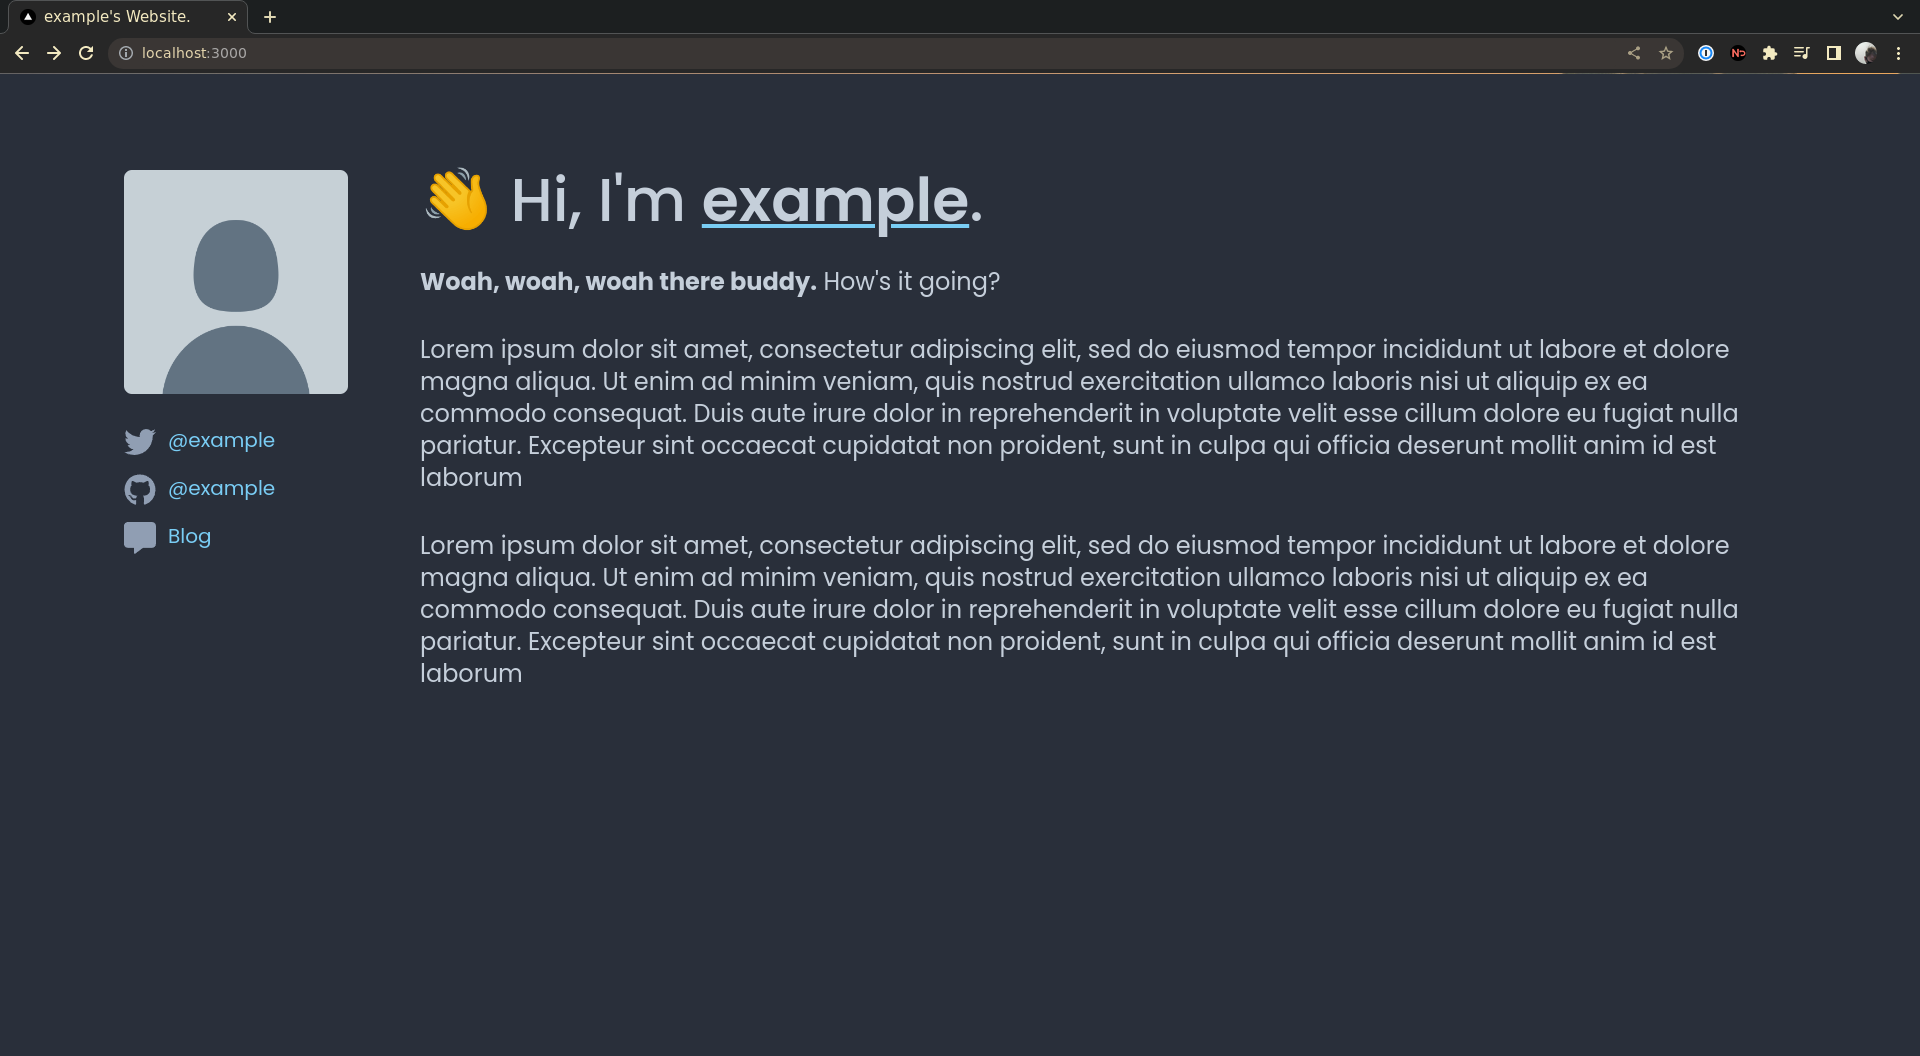 example's Website.
localhost:3000
👋 Hi, I'm example.
Woah, woah, woah there buddy. How's it going?
Lorem ipsum dolor sit amet, consectetur adipiscing elit, sed do eiusmod tempor incididunt ut labore et dolore
magna aliqua. Ut enim ad minim veniam, quis nostrud exercitation ullamco laboris nisi ut aliquip ex ea
commodo consequat. Duis aute irure dolor in reprehenderit in voluptate velit esse cillum dolore eu fugiat nulla
pariatur. Excepteur sint occaecat cupidatat non proident, sunt in culpa qui officia deserunt mollit anim id est
laborum
Lorem ipsum dolor sit amet, consectetur adipiscing elit, sed do eiusmod tempor incididunt ut labore et dolore
magna aliqua. Ut enim ad minim veniam, quis nostrud exercitation ullamco laboris nisi ut aliquip ex ea
commodo consequat. Duis aute irure dolor in reprehenderit in voluptate velit esse cillum dolore eu fugiat nulla
pariatur. Excepteur sint occaecat cupidatat non proident, sunt in culpa qui officia deserunt mollit anim id est
laborum
@example
@example
Blog